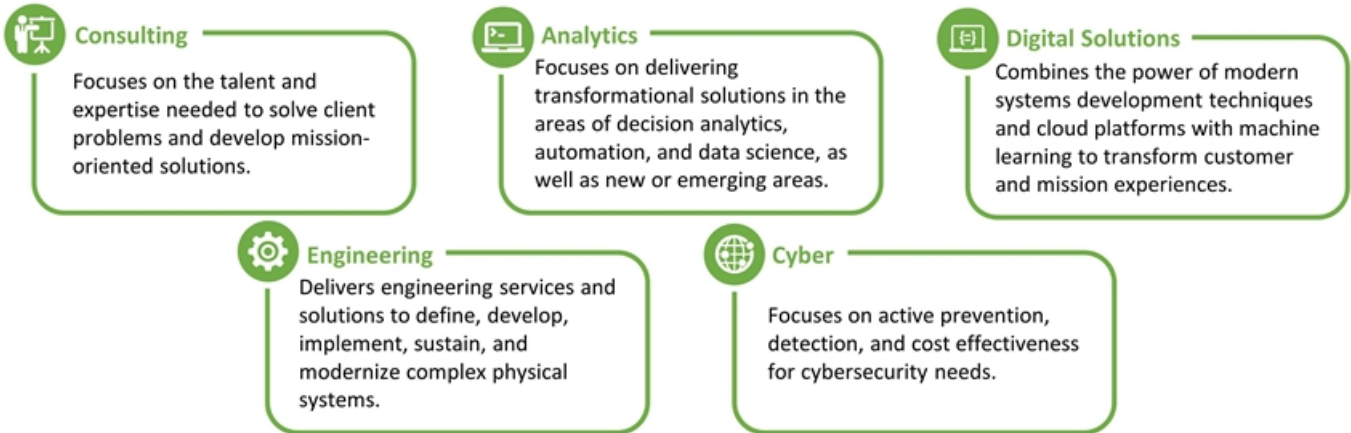 Consulting
Focuses on the talent and
expertise needed to solve client
problems and develop mission-
oriented solutions.
>-
Analytics
Focuses on delivering
transformational solutions in the
areas of decision analytics,
automation, and data science, as
well as new or emerging areas.
{=}
Digital Solutions
Combines the power of modern
systems development techniques
and cloud platforms with machine
learning to transform customer
and mission experiences.
Engineering
Delivers engineering services and
solutions to define, develop,
implement, sustain, and
modernize complex physical
systems.
Cyber
Focuses on active prevention,
detection, and cost effectiveness
for cybersecurity needs.